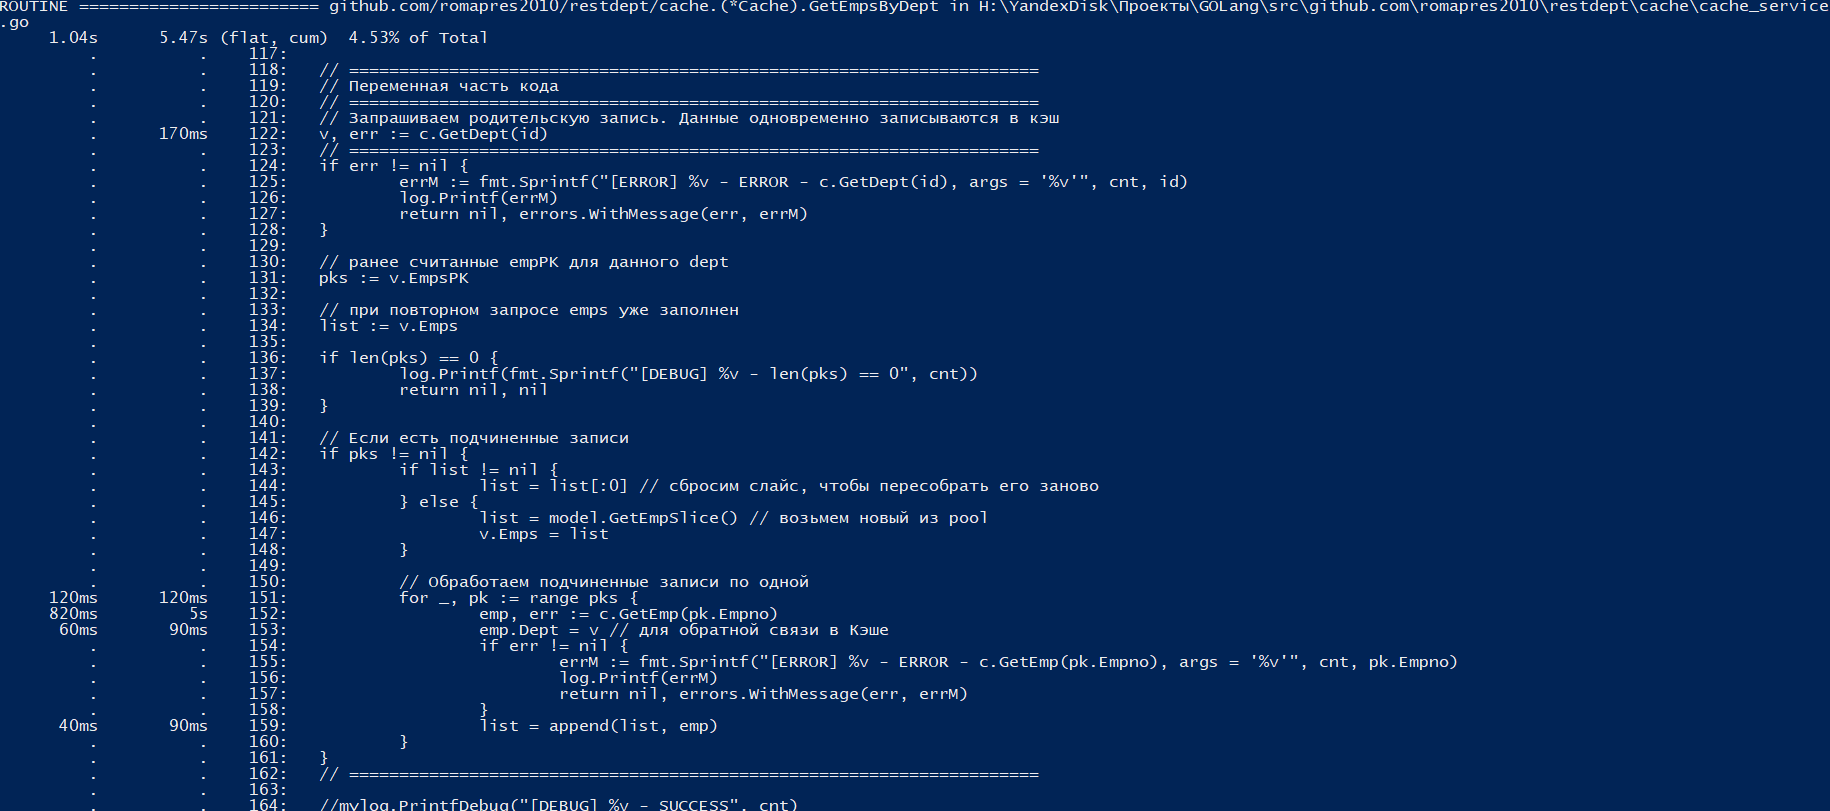 ROUTINE ======================== github.com/romapres2010/restdept/cache.(*Cache).GetEmpsByDept in H:\YandexDisk\Проекты\GOLang\src\github.com\romapres2010\restdept\cache\cache_service
.go
     1.04s      5.47s (flat, cum)  4.53% of Total
         .          .    117:
         .          .    118:   // =====================================================================
         .          .    119:   // Переменная часть кода
         .          .    120:   // =====================================================================
         .          .    121:   // Запрашиваем родительскую запись. Данные одновременно записываются в кэш
         .      170ms    122:   v, err := c.GetDept(id)
         .          .    123:   // =====================================================================
         .          .    124:   if err != nil {
         .          .    125:           errM := fmt.Sprintf("[ERROR] %v - ERROR - c.GetDept(id), args = '%v'", cnt, id)
         .          .    126:           log.Printf(errM)
         .          .    127:           return nil, errors.WithMessage(err, errM)
         .          .    128:   }
         .          .    129:
         .          .    130:   // ранее считанные empPK для данного dept
         .          .    131:   pks := v.EmpsPK
         .          .    132:
         .          .    133:   // при повторном запросе emps уже заполнен
         .          .    134:   list := v.Emps
         .          .    135:
         .          .    136:   if len(pks) == 0 {
         .          .    137:           log.Printf(fmt.Sprintf("[DEBUG] %v - len(pks) == 0", cnt))
         .          .    138:           return nil, nil
         .          .    139:   }
         .          .    140:
         .          .    141:   // Если есть подчиненные записи
         .          .    142:   if pks != nil {
         .          .    143:           if list != nil {
         .          .    144:                   list = list[:0] // сбросим слайс, чтобы пересобрать его заново
         .          .    145:           } else {
         .          .    146:                   list = model.GetEmpSlice() // возьмем новый из pool
         .          .    147:                   v.Emps = list
         .          .    148:           }
         .          .    149:
         .          .    150:           // Обработаем подчиненные записи по одной
     120ms      120ms    151:           for _, pk := range pks {
     820ms         5s    152:                   emp, err := c.GetEmp(pk.Empno)
      60ms       90ms    153:                   emp.Dept = v // для обратной связи в Кэше
         .          .    154:                   if err != nil {
         .          .    155:                           errM := fmt.Sprintf("[ERROR] %v - ERROR - c.GetEmp(pk.Empno), args = '%v'", cnt, pk.Empno)
         .          .    156:                           log.Printf(errM)
         .          .    157:                           return nil, errors.WithMessage(err, errM)
         .          .    158:                   }
      40ms       90ms    159:                   list = append(list, emp)
         .          .    160:           }
         .          .    161:   }
         .          .    162:   // =====================================================================
         .          .    163:
         .          .    164:   //mylog.PrintfDebug("[DEBUG] %v - SUCCESS", cnt)